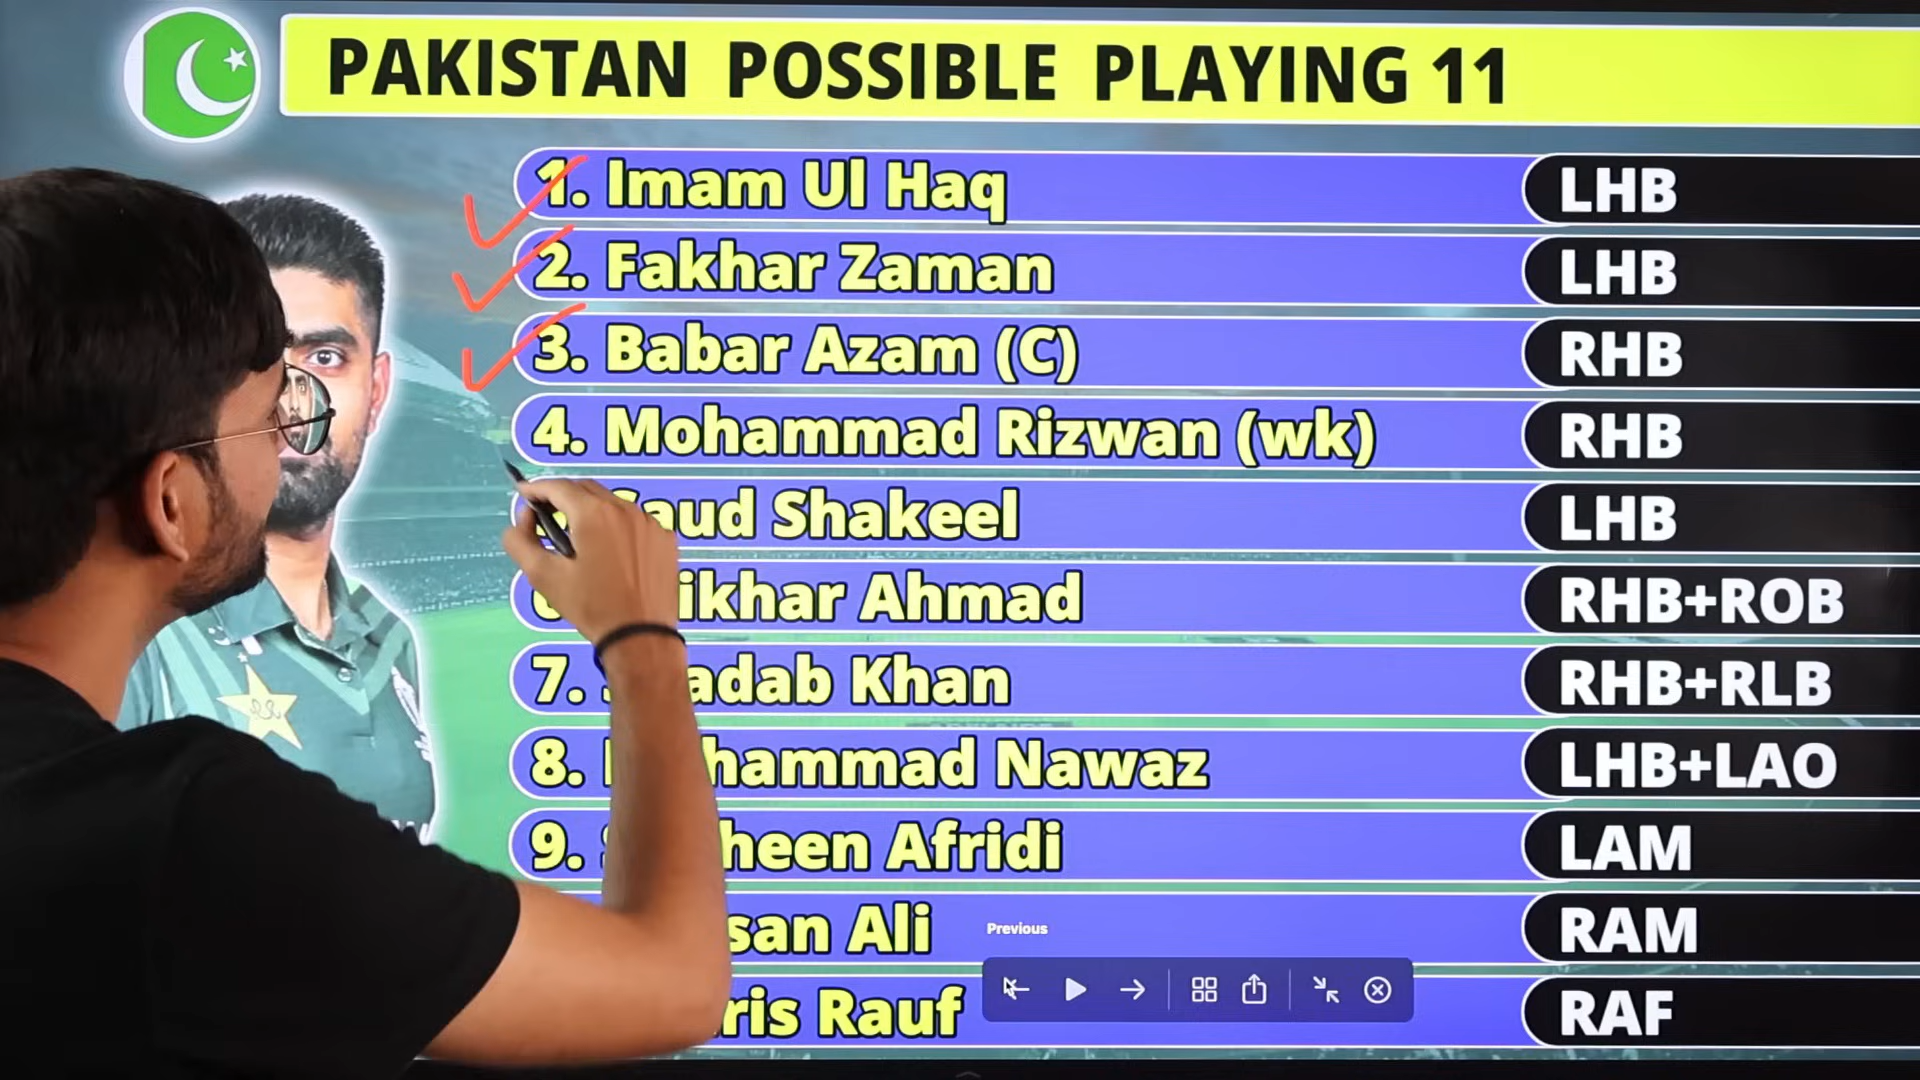 PAKISTAN POSSIBLE PLAYING 11
1. Imam Ul Haq LHB
2. Fakhar Zaman LHB
3. Babar Azam (C) RHB
4. Mohammad Rizwan (wk) RHB
Shakeel LHB
Ahmad RHB+ROB
7. Khan RHB+RLB
8. Nawaz LHB+LAO
9. Afridi LAM
Ali RAM
Rauf RAF
Previous